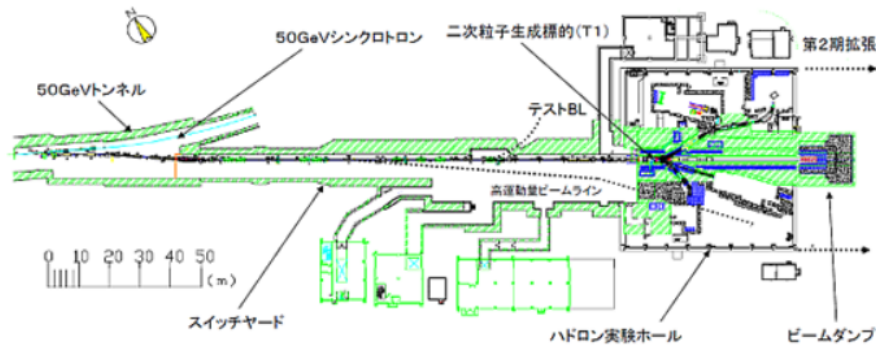 N
50GeVシンクロトロン
二次粒子生成標的(T1)
第2期拡張
50GeVトンネル
テストBL
高運動量ビームライン
0 10 20 30 40 50
(m)
スイッチヤード
ハドロン実験ホール
ビームダンプ